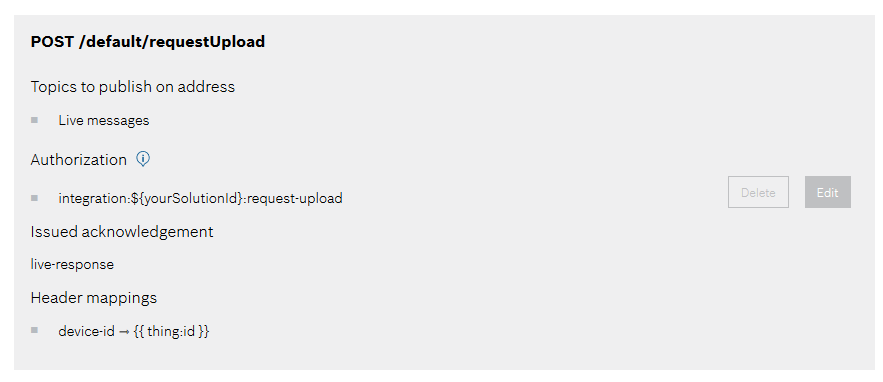 POST /default/requestUpload
Topics to publish on address
Live messages
Authorization
integration:${yourSolutionId}:request-upload
Delete
Edit
Issued acknowledgement
live-response
Header mappings
device-id → {{ thing:id }}